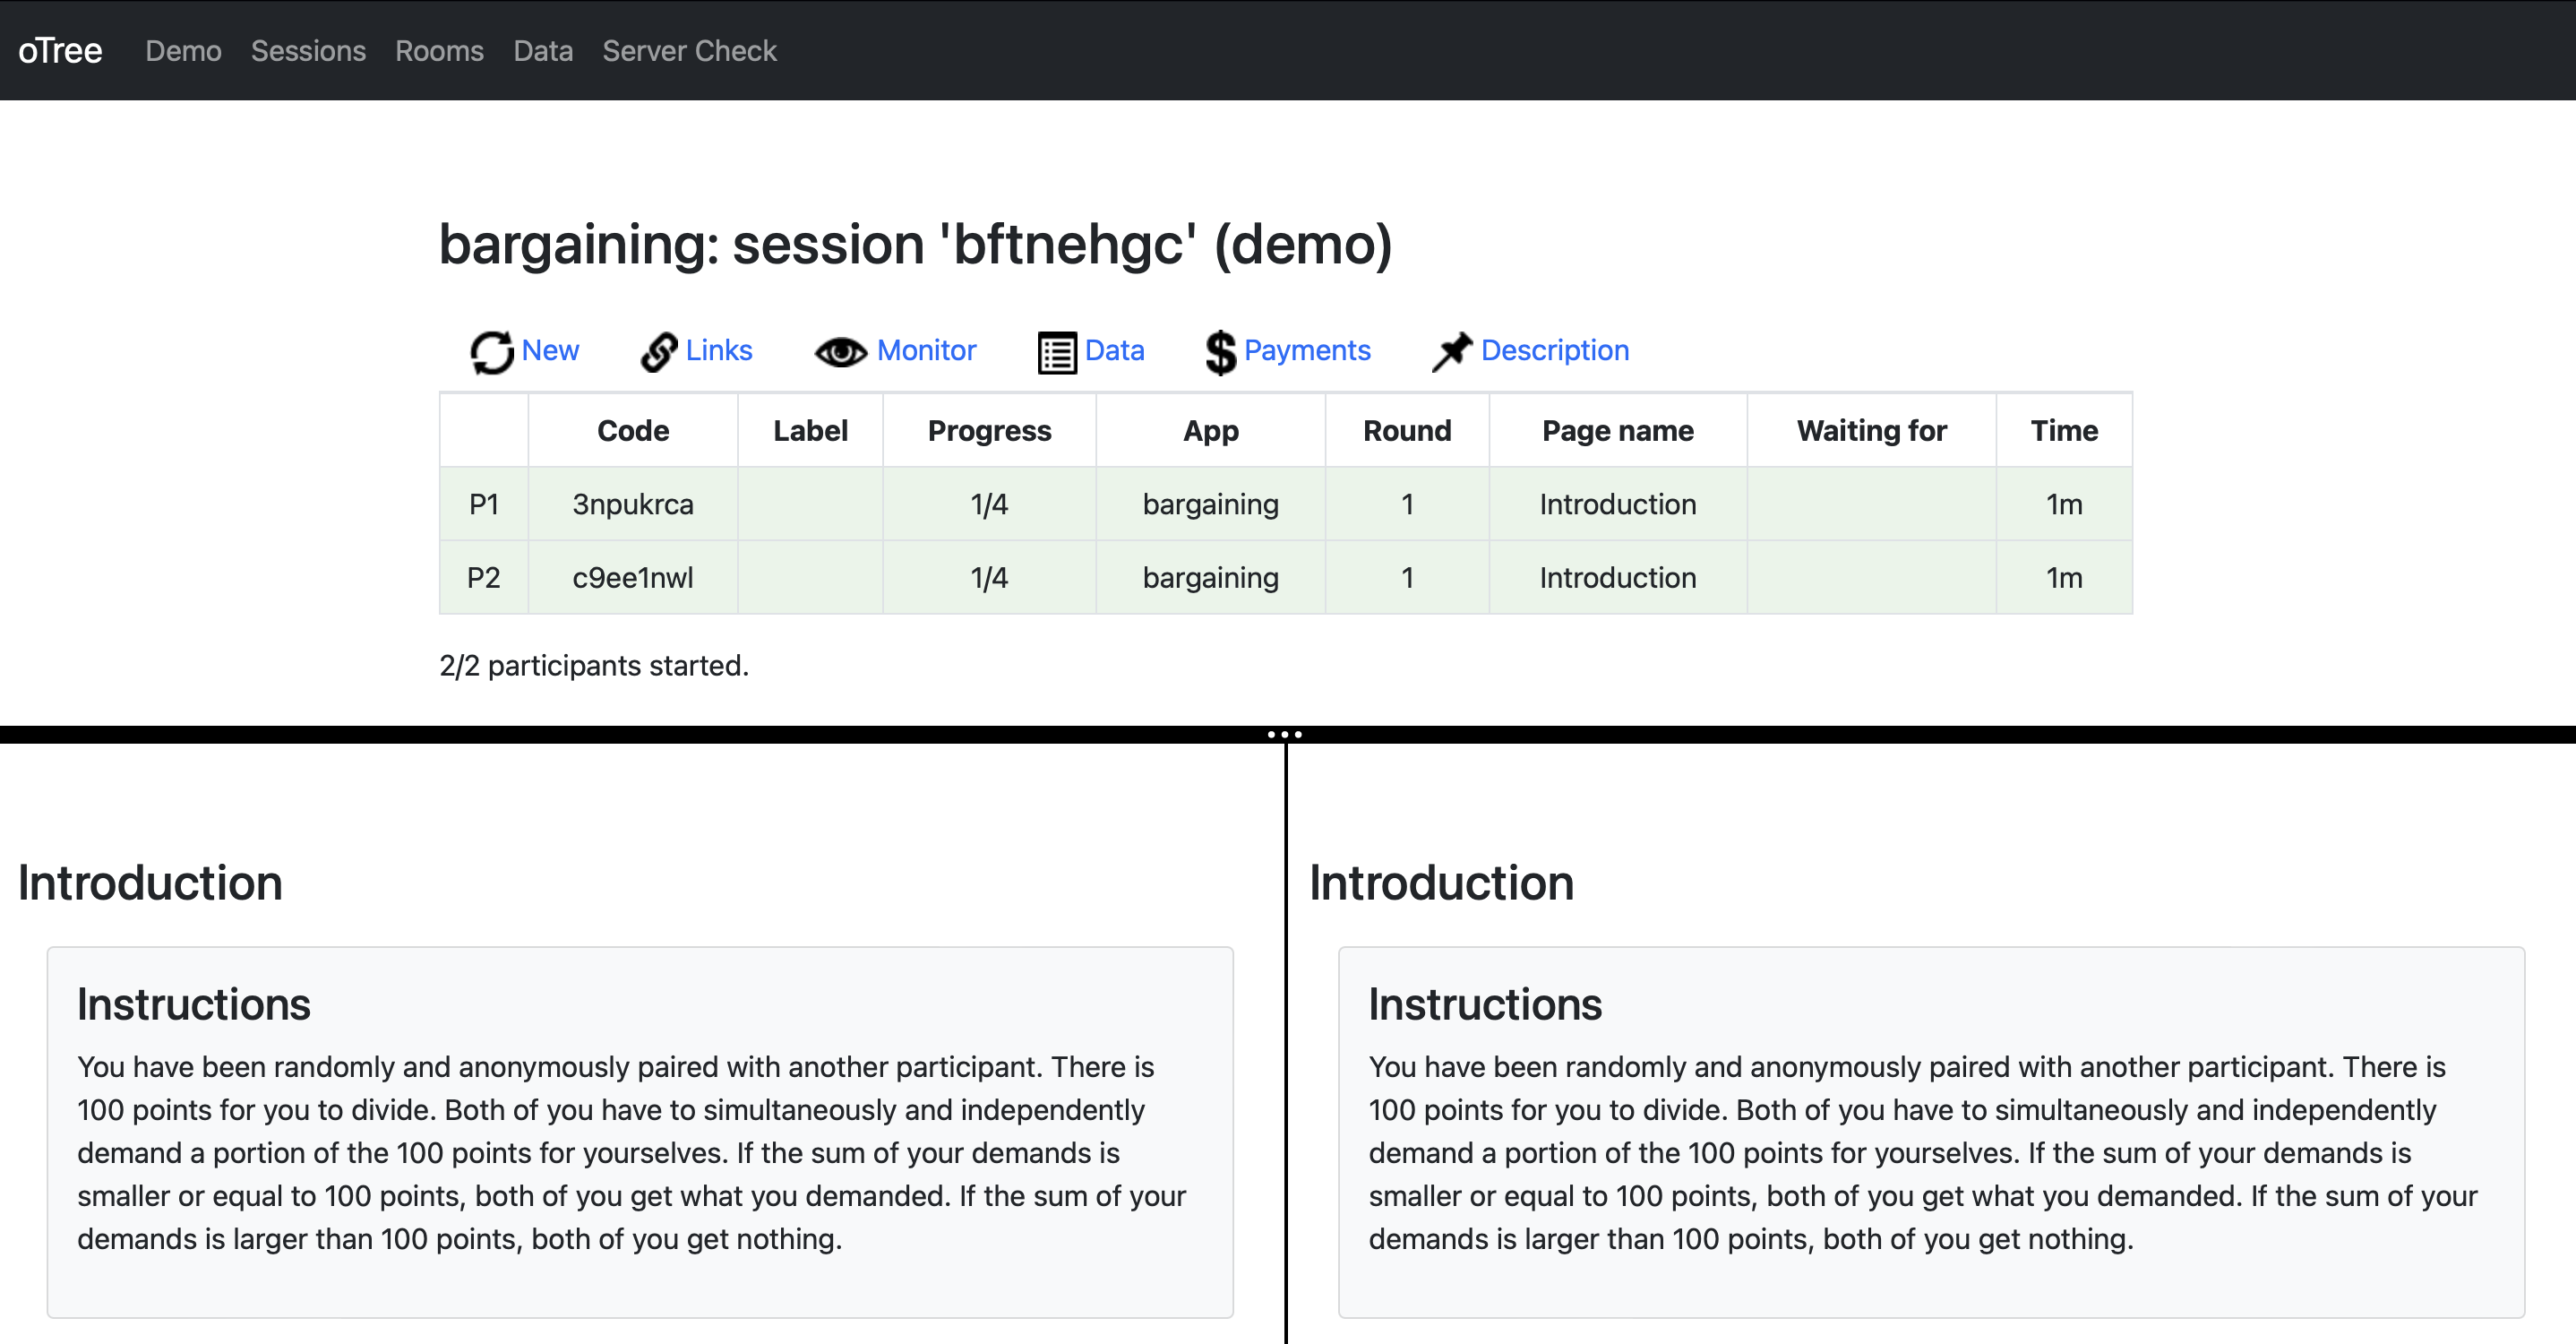 oTree Demo Sessions Rooms Data Server Check
bargaining: session 'bftnehgc' (demo)
New Links Monitor Data Payments Description
Code Label Progress App Round Page name Waiting for Time
P1 3npukrca 1/4 bargaining 1 Introduction 1m
P2 c9ee1nwl 1/4 bargaining 1 Introduction 1m
2/2 participants started.
Introduction
Instructions
You have been randomly and anonymously paired with another participant. There is
100 points for you to divide. Both of you have to simultaneously and independently
demand a portion of the 100 points for yourselves. If the sum of your demands is
smaller or equal to 100 points, both of you get what you demanded. If the sum of your
demands is larger than 100 points, both of you get nothing.
Introduction
Instructions
You have been randomly and anonymously paired with another participant. There is
100 points for you to divide. Both of you have to simultaneously and independently
demand a portion of the 100 points for yourselves. If the sum of your demands is
smaller or equal to 100 points, both of you get what you demanded. If the sum of your
demands is larger than 100 points, both of you get nothing.